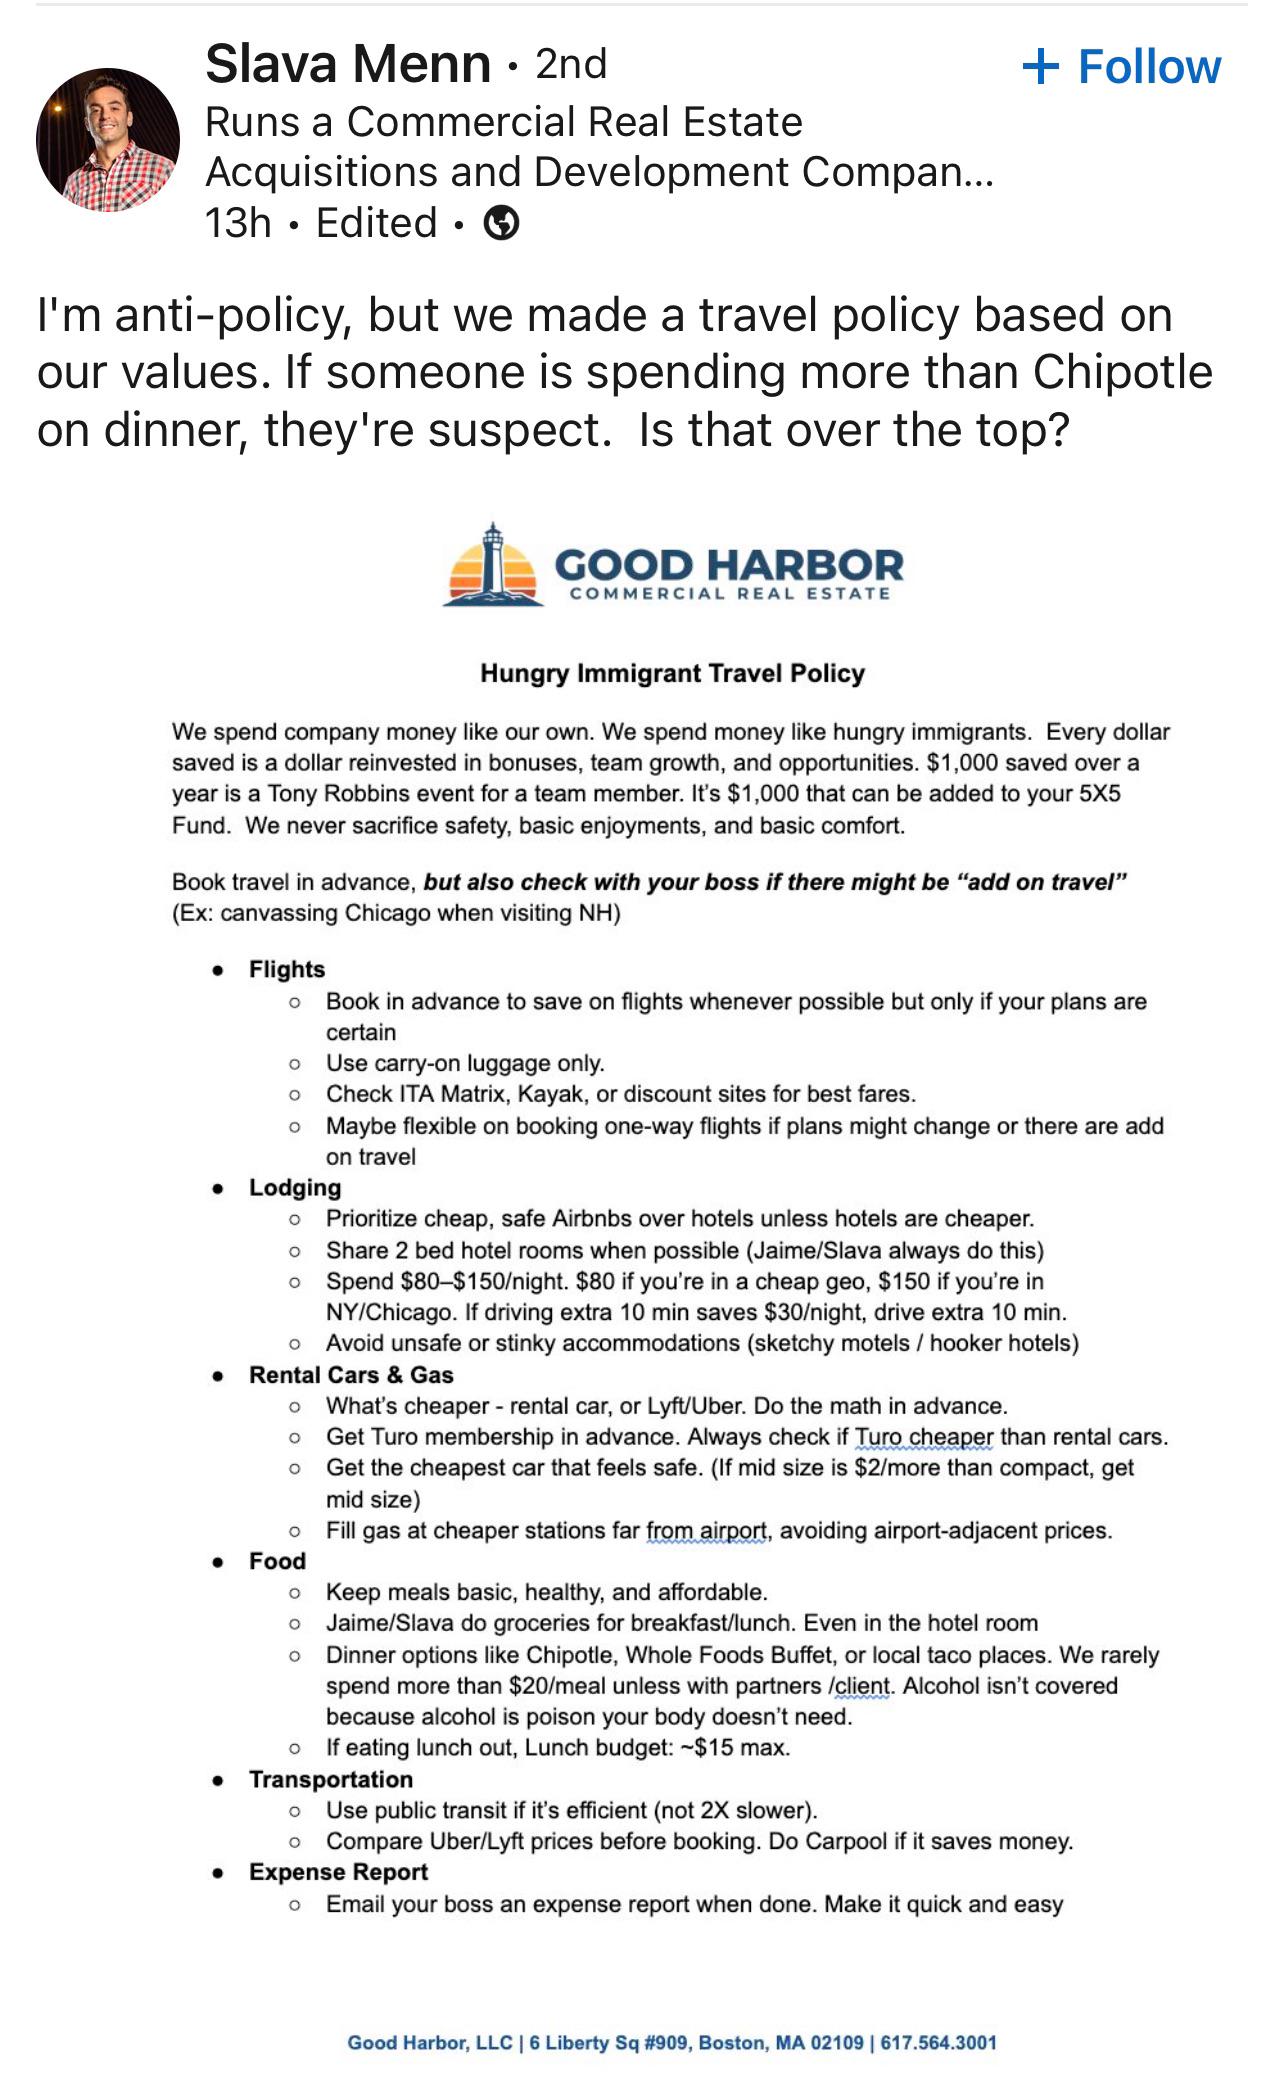 Slava Menn • 2nd
+ Follow
Runs a Commercial Real Estate
Acquisitions and Development Compan...
13h • Edited •
I'm anti-policy, but we made a travel policy based on
our values. If someone is spending more than Chipotle
on dinner, they're suspect.  Is that over the top?
GOOD HARBOR
COMMERCIAL REAL ESTATE
Hungry Immigrant Travel Policy
We spend company money like our own. We spend money like hungry immigrants.  Every dollar
saved is a dollar reinvested in bonuses, team growth, and opportunities. $1,000 saved over a
year is a Tony Robbins event for a team member. It's $1,000 that can be added to your 5X5
Fund.  We never sacrifice safety, basic enjoyments, and basic comfort.
Book travel in advance, but also check with your boss if there might be “add on travel”
(Ex: canvassing Chicago when visiting NH)
● Flights
○ Book in advance to save on flights whenever possible but only if your plans are
certain
○ Use carry-on luggage only.
○ Check ITA Matrix, Kayak, or discount sites for best fares.
○ Maybe flexible on booking one-way flights if plans might change or there are add
on travel
● Lodging
○ Prioritize cheap, safe Airbnbs over hotels unless hotels are cheaper.
○ Share 2 bed hotel rooms when possible (Jaime/Slava always do this)
○ Spend $80–$150/night. $80 if you're in a cheap geo, $150 if you're in
NY/Chicago. If driving extra 10 min saves $30/night, drive extra 10 min.
○ Avoid unsafe or stinky accommodations (sketchy motels / hooker hotels)
● Rental Cars & Gas
○ What's cheaper - rental car, or Lyft/Uber. Do the math in advance.
○ Get Turo membership in advance. Always check if Turo cheaper than rental cars.
○ Get the cheapest car that feels safe. (If mid size is $2/more than compact, get
mid size)
○ Fill gas at cheaper stations far from airport, avoiding airport-adjacent prices.
● Food
○ Keep meals basic, healthy, and affordable.
○ Jaime/Slava do groceries for breakfast/lunch. Even in the hotel room
○ Dinner options like Chipotle, Whole Foods Buffet, or local taco places. We rarely
spend more than $20/meal unless with partners /client. Alcohol isn't covered
because alcohol is poison your body doesn't need.
○ If eating lunch out, Lunch budget: ~$15 max.
● Transportation
○ Use public transit if it's efficient (not 2X slower).
○ Compare Uber/Lyft prices before booking. Do Carpool if it saves money.
● Expense Report
○ Email your boss an expense report when done. Make it quick and easy
Good Harbor, LLC | 6 Liberty Sq #909, Boston, MA 02109 | 617.564.3001